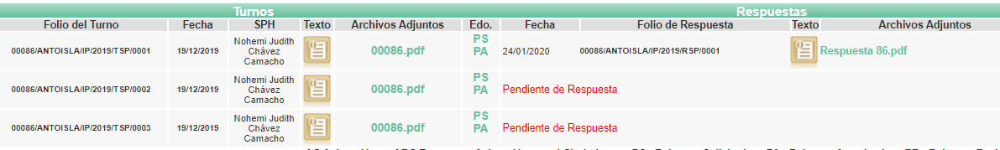 Turnos Respuestas
Folio del Turno Fecha SPH Texto Archivos Adjuntos Edo. Fecha Folio de Respuesta Texto Archivos Adjuntos
00086/ANTOISLA/IP/2019/TSP/0001 19/12/2019 Nohemi Judith Chávez Camacho 00086.pdf PS PA 24/01/2020 00086/ANTOISLA/IP/2019/RSP/0001 Respuesta 86.pdf
00086/ANTOISLA/IP/2019/TSP/0002 19/12/2019 Nohemi Judith Chávez Camacho 00086.pdf PS PA Pendiente de Respuesta
00086/ANTOISLA/IP/2019/TSP/0003 19/12/2019 Nohemi Judith Chávez Camacho 00086.pdf PS PA Pendiente de Respuesta